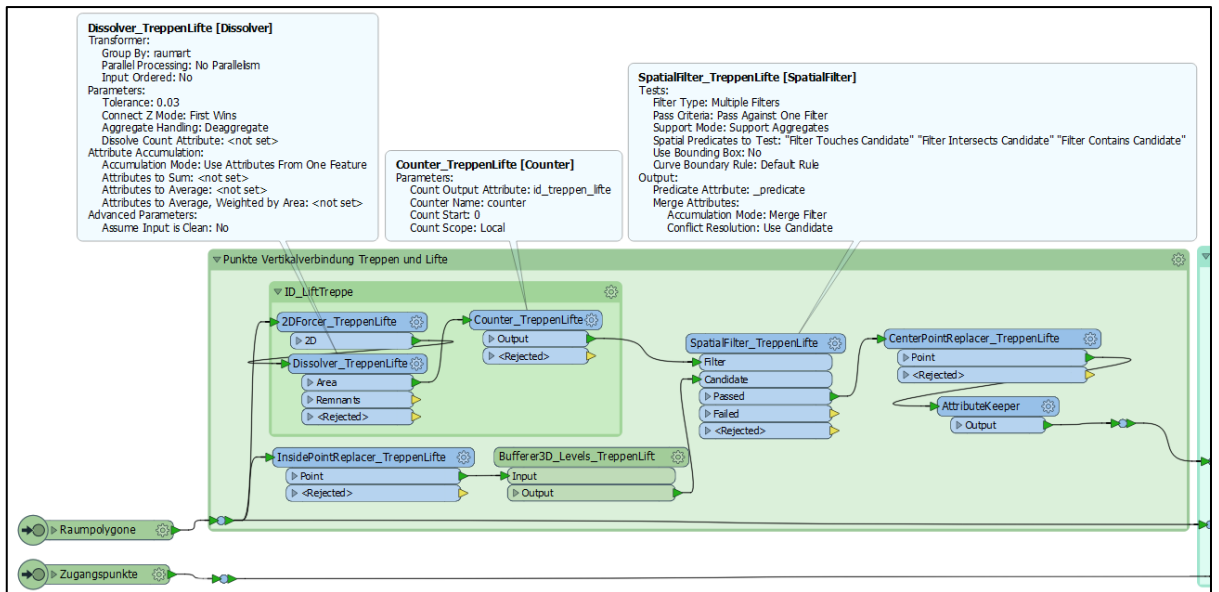 Dissolver_TreppenLifte [Dissolver]
Transformer:
Group By: raumart
Parallel Processing: No Parallelism
Input Ordered: No
Parameters:
Tolerance: 0.03
Connect Z Mode: First Wins
Aggregate Handling: Deaggregate
Dissolve Count Attribute: <not set>
Attribute Accumulation:
Accumulation Mode: Use Attributes From One Feature
Attributes to Sum: <not set>
Attributes to Average: <not set>
Attributes to Average, Weighted by Area: <not set>
Advanced Parameters:
Assume Input is Clean: No
Counter_TreppenLifte [Counter]
Parameters:
Count Output Attribute: id_treppen_lifte
Counter Name: counter
Count Start: 0
Count Scope: Local
SpatialFilter_TreppenLifte [SpatialFilter]
Tests:
Filter Type: Multiple Filters
Pass Criteria: Pass Against One Filter
Support Mode: Support Aggregates
Spatial Predicates to Test: "Filter Touches Candidate" "Filter Intersects Candidate" "Filter Contains Candidate"
Use Bounding Box: No
Curve Boundary Rule: Default Rule
Output:
Predicate Attribute: _predicate
Merge Attributes:
Accumulation Mode: Merge Filter
Conflict Resolution: Use Candidate
Punkte Vertikalverbindung Treppen und Lifte
ID_LiftTreppe
2DForcer_TreppenLifte
2D
Dissolver_TreppenLifte
Area
Remnants
<Rejected>
Counter_TreppenLifte
Output
<Rejected>
SpatialFilter_TreppenLifte
Filter
Candidate
Passed
Failed
<Rejected>
CenterPointReplacer_TreppenLifte
Point
<Rejected>
AttributeKeeper
Output
InsidePointReplacer_TreppenLifte
Point
<Rejected>
Bufferer3D_Levels_TreppenLift
Input
Output
Raumpolygone
Zugangspunkte